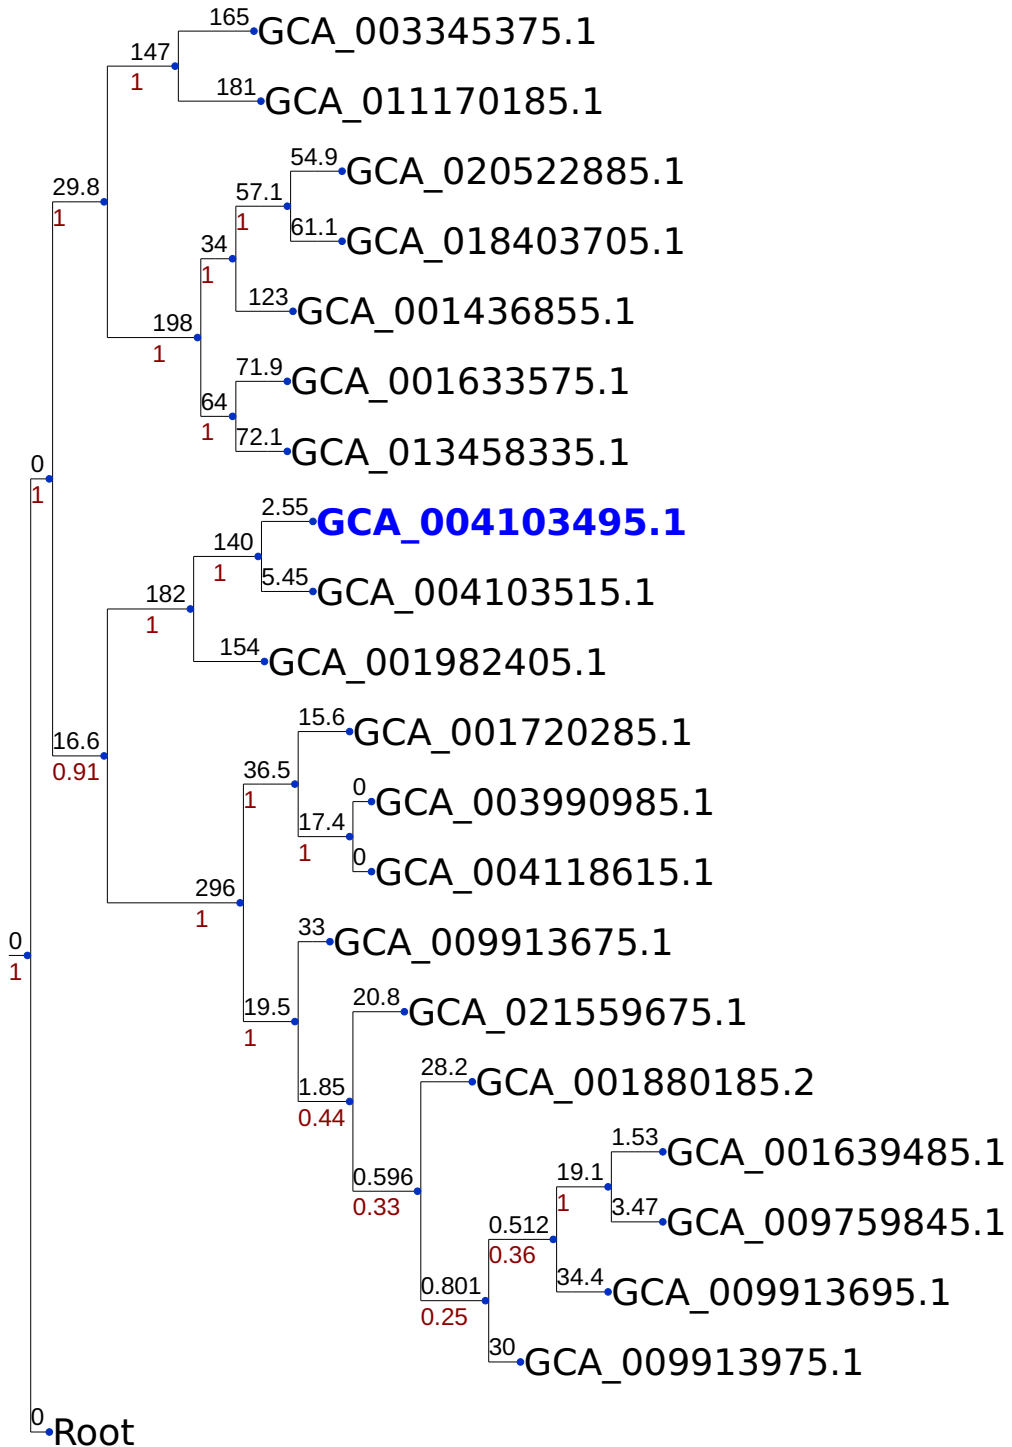 165 GCA_003345375.1
147
1
181 GCA_011170185.1
54.9 GCA_020522885.1
29.8
1
57.1
1
61.1 GCA_018403705.1
34
1
123 GCA_001436855.1
198
1
71.9 GCA_001633575.1
64
1
72.1 GCA_013458335.1
0
1
2.55 GCA_004103495.1
140
1
5.45 GCA_004103515.1
182
1
154 GCA_001982405.1
15.6 GCA_001720285.1
16.6
0.91
36.5
1
0 GCA_003990985.1
17.4
1
0 GCA_004118615.1
296
1
33 GCA_009913675.1
0
1
20.8 GCA_021559675.1
19.5
1
28.2 GCA_001880185.2
1.85
0.44
1.53 GCA_001639485.1
0.596
0.33
19.1
1
3.47 GCA_009759845.1
0.512
0.36
34.4 GCA_009913695.1
0.801
0.25
30 GCA_009913975.1
0 Root